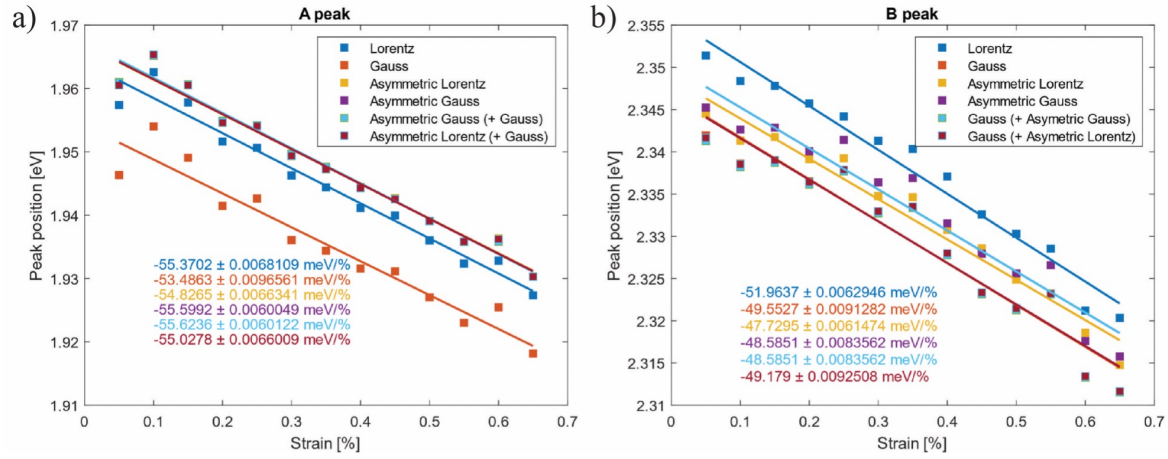 a)
A peak
1.97
1.96
1.95
1.94
1.93
1.92
1.91
Peak position [eV]
Lorentz
Gauss
Asymmetric Lorentz
Asymmetric Gauss
Asymmetric Gauss (+ Gauss)
Asymmetric Lorentz (+ Gauss)
-55.3702 ± 0.0068109 meV/%
-53.4863 ± 0.0096561 meV/%
-54.8265 ± 0.0066341 meV/%
-55.5992 ± 0.0060049 meV/%
-55.6236 ± 0.0060122 meV/%
-55.0278 ± 0.0066009 meV/%
0 0.1 0.2 0.3 0.4 0.5 0.6 0.7
Strain [%]
b)
B peak
2.355
2.35
2.345
2.34
2.335
2.33
2.325
2.32
2.315
2.31
Peak position [eV]
Lorentz
Gauss
Asymmetric Lorentz
Asymmetric Gauss
Gauss (+ Asymetric Gauss)
Gauss (+ Asymetric Lorentz)
-51.9637 ± 0.0062946 meV/%
-49.5527 ± 0.0091282 meV/%
-47.7295 ± 0.0061474 meV/%
-48.5851 ± 0.0083562 meV/%
-48.5851 ± 0.0083562 meV/%
-49.179 ± 0.0092508 meV/%
0 0.1 0.2 0.3 0.4 0.5 0.6 0.7
Strain [%]